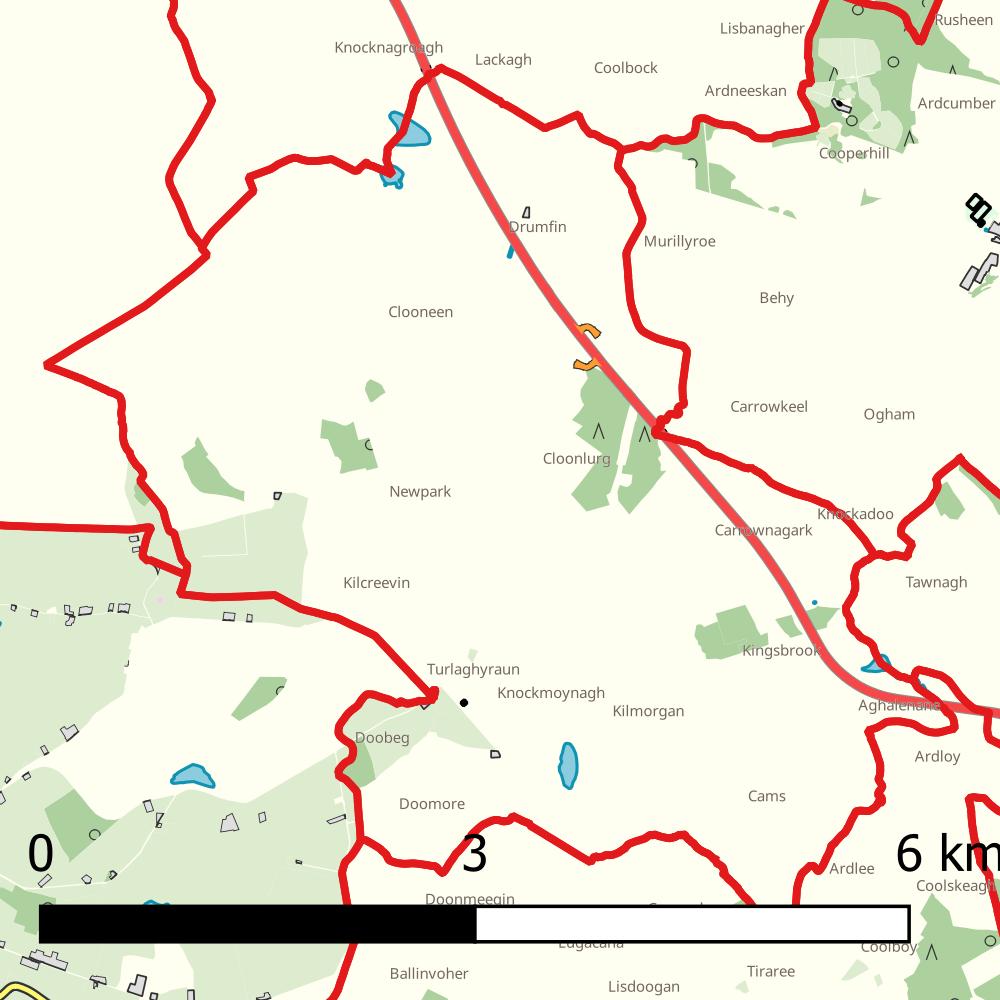 Rusheen
Lisbanagher
Knocknagroagh
Lackagh
Coolbock
Ardneeskan
Ardcumber
Cooperhill
Drumfin
Murillyroe
Behy
Clooneen
Carrowkeel
Ogham
Cloonlurg
Newpark
Knockadoo
Carrownagark
Kilcreevin
Tawnagh
Kingsbrook
Turlaghyraun
Knockmoynagh
Kilmorgan
Aghalenane
Doobeg
Ardloy
Cams
Doomore
0 3 6 km
Ardlee
Coolskeagh
Doonmeegin
Coolboy
Ballinvoher
Tiraree
Lisdoogan